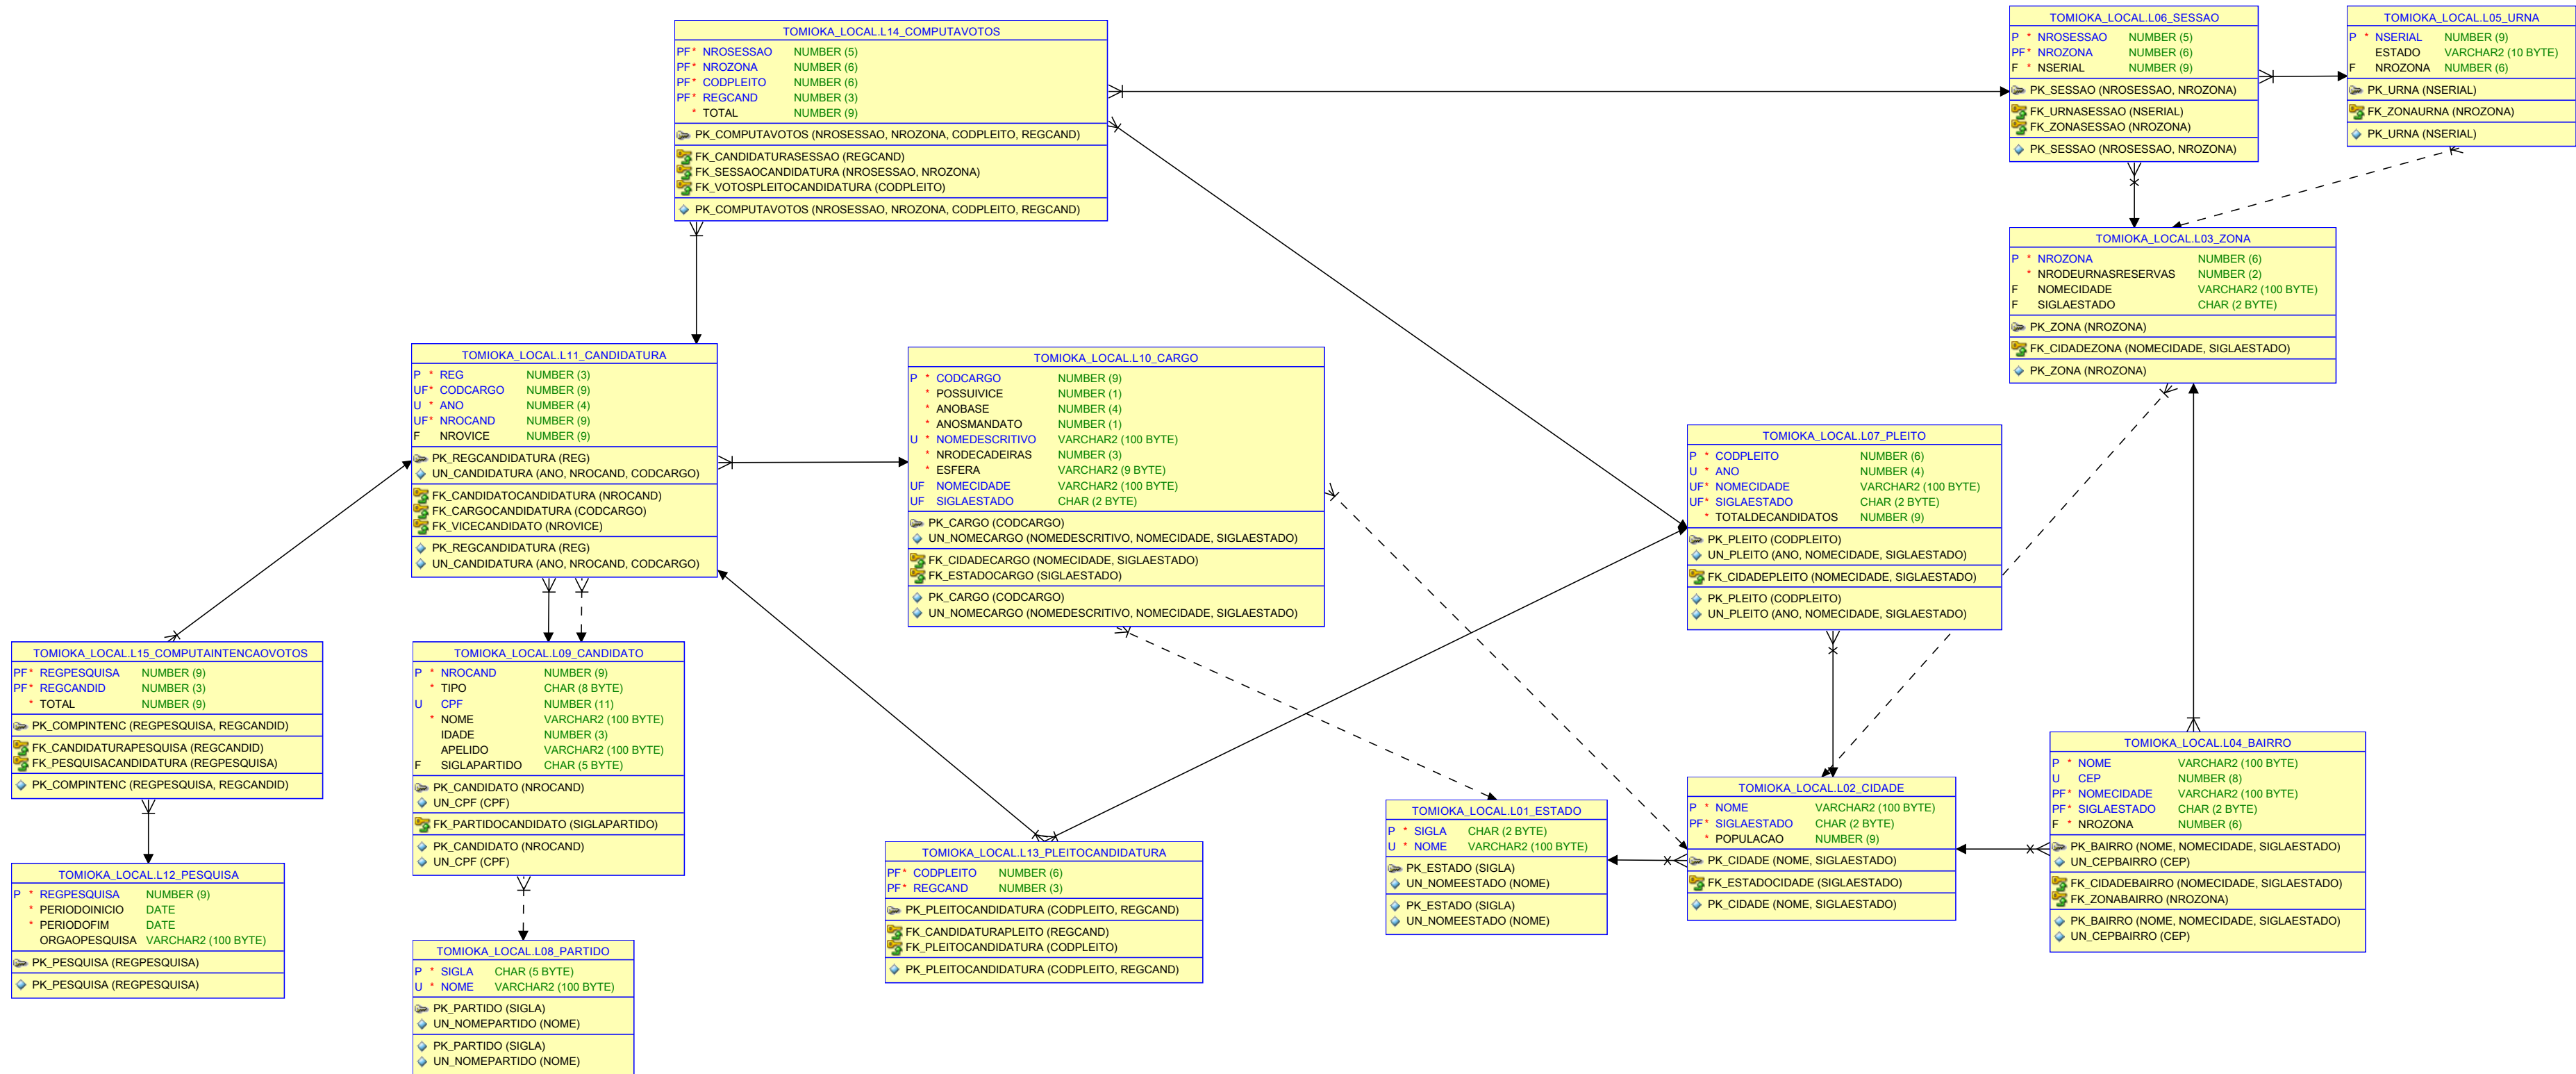 TOMIOKA_LOCAL.L14_COMPUTAVOTOS
PF* NROSESSAO NUMBER (5)
PF* NROZONA NUMBER (6)
PF* CODPLEITO NUMBER (6)
PF* REGCAND NUMBER (3)
* TOTAL NUMBER (9)
PK_COMPUTAVOTOS (NROSESSAO, NROZONA, CODPLEITO, REGCAND)
FK_CANDIDATURASESSAO (REGCAND)
FK_SESSAOCANDIDATURA (NROSESSAO, NROZONA)
FK_VOTOSPLEITOCANDIDATURA (CODPLEITO)
PK_COMPUTAVOTOS (NROSESSAO, NROZONA, CODPLEITO, REGCAND)
TOMIOKA_LOCAL.L06_SESSAO
P * NROSESSAO NUMBER (5)
PF* NROZONA NUMBER (6)
F * NSERIAL NUMBER (9)
PK_SESSAO (NROSESSAO, NROZONA)
FK_URNASESSAO (NSERIAL)
FK_ZONASESSAO (NROZONA)
PK_SESSAO (NROSESSAO, NROZONA)
TOMIOKA_LOCAL.L05_URNA
P * NSERIAL NUMBER (9)
ESTADO VARCHAR2 (10 BYTE)
F NROZONA NUMBER (6)
PK_URNA (NSERIAL)
FK_ZONAURNA (NROZONA)
PK_URNA (NSERIAL)
TOMIOKA_LOCAL.L03_ZONA
P * NROZONA NUMBER (6)
* NRODEURNASRESERVAS NUMBER (2)
F NOMECIDADE VARCHAR2 (100 BYTE)
F SIGLAESTADO CHAR (2 BYTE)
PK_ZONA (NROZONA)
FK_CIDADEZONA (NOMECIDADE, SIGLAESTADO)
PK_ZONA (NROZONA)
TOMIOKA_LOCAL.L11_CANDIDATURA
P * REG NUMBER (3)
UF* CODCARGO NUMBER (9)
U * ANO NUMBER (4)
UF* NROCAND NUMBER (9)
F NROVICE NUMBER (9)
PK_REGCANDIDATURA (REG)
UN_CANDIDATURA (ANO, NROCAND, CODCARGO)
FK_CANDIDATOCANDIDATURA (NROCAND)
FK_CARGOCANDIDATURA (CODCARGO)
FK_VICECANDIDATO (NROVICE)
PK_REGCANDIDATURA (REG)
UN_CANDIDATURA (ANO, NROCAND, CODCARGO)
TOMIOKA_LOCAL.L10_CARGO
P * CODCARGO NUMBER (9)
* POSSUIVICE NUMBER (1)
* ANOBASE NUMBER (4)
* ANOSMANDATO NUMBER (1)
U * NOMEDESCRITIVO VARCHAR2 (100 BYTE)
* NRODECADEIRAS NUMBER (3)
* ESFERA VARCHAR2 (9 BYTE)
UF NOMECIDADE VARCHAR2 (100 BYTE)
UF SIGLAESTADO CHAR (2 BYTE)
PK_CARGO (CODCARGO)
UN_NOMECARGO (NOMEDESCRITIVO, NOMECIDADE, SIGLAESTADO)
FK_CIDADECARGO (NOMECIDADE, SIGLAESTADO)
FK_ESTADOCARGO (SIGLAESTADO)
PK_CARGO (CODCARGO)
UN_NOMECARGO (NOMEDESCRITIVO, NOMECIDADE, SIGLAESTADO)
TOMIOKA_LOCAL.L07_PLEITO
P * CODPLEITO NUMBER (6)
U * ANO NUMBER (4)
UF* NOMECIDADE VARCHAR2 (100 BYTE)
UF* SIGLAESTADO CHAR (2 BYTE)
* TOTALDECANDIDATOS NUMBER (9)
PK_PLEITO (CODPLEITO)
UN_PLEITO (ANO, NOMECIDADE, SIGLAESTADO)
FK_CIDADEPLEITO (NOMECIDADE, SIGLAESTADO)
PK_PLEITO (CODPLEITO)
UN_PLEITO (ANO, NOMECIDADE, SIGLAESTADO)
TOMIOKA_LOCAL.L15_COMPUTAINTENCAOVOTOS
PF* REGPESQUISA NUMBER (9)
PF* REGCANDID NUMBER (3)
* TOTAL NUMBER (9)
PK_COMPINTENC (REGPESQUISA, REGCANDID)
FK_CANDIDATURAPESQUISA (REGCANDID)
FK_PESQUISACANDIDATURA (REGPESQUISA)
PK_COMPINTENC (REGPESQUISA, REGCANDID)
TOMIOKA_LOCAL.L09_CANDIDATO
P * NROCAND NUMBER (9)
* TIPO CHAR (8 BYTE)
U CPF NUMBER (11)
* NOME VARCHAR2 (100 BYTE)
IDADE NUMBER (3)
APELIDO VARCHAR2 (100 BYTE)
F SIGLAPARTIDO CHAR (5 BYTE)
PK_CANDIDATO (NROCAND)
UN_CPF (CPF)
FK_PARTIDOCANDIDATO (SIGLAPARTIDO)
PK_CANDIDATO (NROCAND)
UN_CPF (CPF)
TOMIOKA_LOCAL.L04_BAIRRO
P * NOME VARCHAR2 (100 BYTE)
U CEP NUMBER (8)
PF* NOMECIDADE VARCHAR2 (100 BYTE)
PF* SIGLAESTADO CHAR (2 BYTE)
F * NROZONA NUMBER (6)
PK_BAIRRO (NOME, NOMECIDADE, SIGLAESTADO)
UN_CEPBAIRRO (CEP)
FK_CIDADEBAIRRO (NOMECIDADE, SIGLAESTADO)
FK_ZONABAIRRO (NROZONA)
PK_BAIRRO (NOME, NOMECIDADE, SIGLAESTADO)
UN_CEPBAIRRO (CEP)
TOMIOKA_LOCAL.L02_CIDADE
P * NOME VARCHAR2 (100 BYTE)
PF* SIGLAESTADO CHAR (2 BYTE)
* POPULACAO NUMBER (9)
PK_CIDADE (NOME, SIGLAESTADO)
FK_ESTADOCIDADE (SIGLAESTADO)
PK_CIDADE (NOME, SIGLAESTADO)
TOMIOKA_LOCAL.L01_ESTADO
P * SIGLA CHAR (2 BYTE)
U * NOME VARCHAR2 (100 BYTE)
PK_ESTADO (SIGLA)
UN_NOMEESTADO (NOME)
PK_ESTADO (SIGLA)
UN_NOMEESTADO (NOME)
TOMIOKA_LOCAL.L13_PLEITOCANDIDATURA
PF* CODPLEITO NUMBER (6)
PF* REGCAND NUMBER (3)
PK_PLEITOCANDIDATURA (CODPLEITO, REGCAND)
FK_CANDIDATURAPLEITO (REGCAND)
FK_PLEITOCANDIDATURA (CODPLEITO)
PK_PLEITOCANDIDATURA (CODPLEITO, REGCAND)
TOMIOKA_LOCAL.L12_PESQUISA
P * REGPESQUISA NUMBER (9)
* PERIODOINICIO DATE
* PERIODOFIM DATE
ORGAOPESQUISA VARCHAR2 (100 BYTE)
PK_PESQUISA (REGPESQUISA)
PK_PESQUISA (REGPESQUISA)
TOMIOKA_LOCAL.L08_PARTIDO
P * SIGLA CHAR (5 BYTE)
U * NOME VARCHAR2 (100 BYTE)
PK_PARTIDO (SIGLA)
UN_NOMEPARTIDO (NOME)
PK_PARTIDO (SIGLA)
UN_NOMEPARTIDO (NOME)